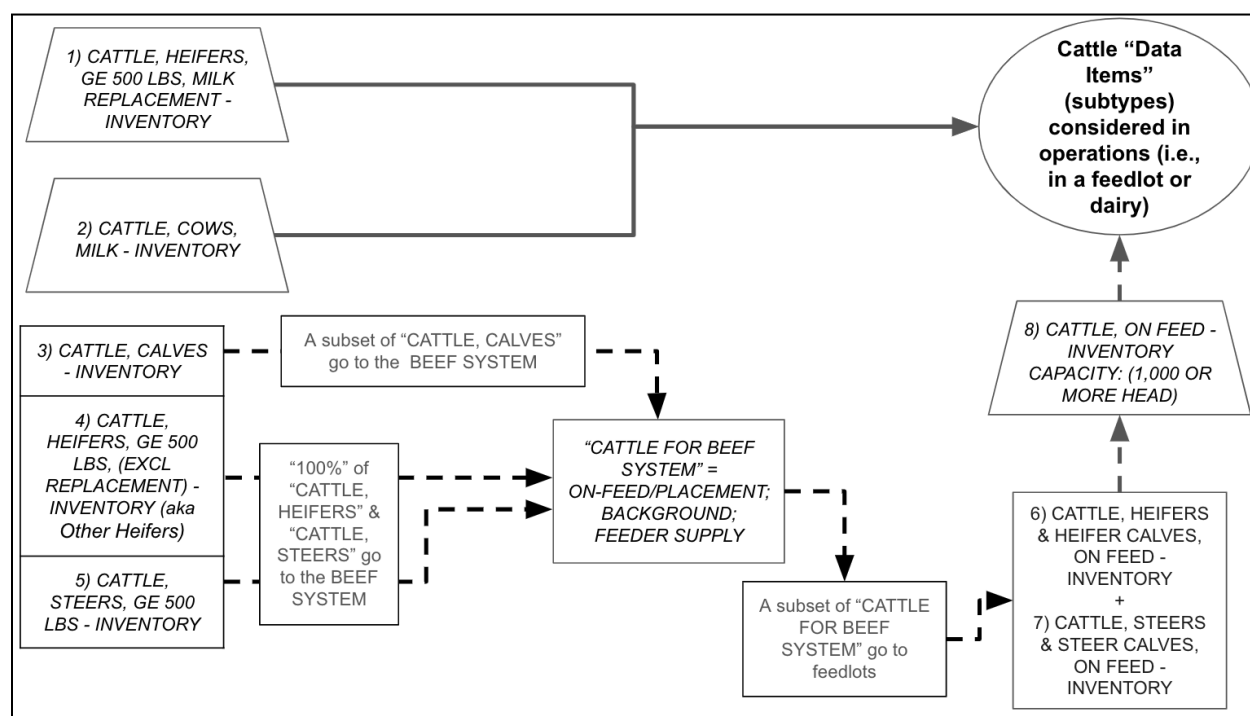 1) CATTLE, HEIFERS,
GE 500 LBS, MILK
REPLACEMENT -
INVENTORY
2) CATTLE, COWS,
MILK - INVENTORY
Cattle “Data
Items”
(subtypes)
considered in
operations (i.e.,
in a feedlot or
dairy)
3) CATTLE, CALVES
- INVENTORY
4) CATTLE,
HEIFERS, GE 500
LBS, (EXCL
REPLACEMENT) -
INVENTORY (aka
Other Heifers)
5) CATTLE,
STEERS, GE 500
LBS - INVENTORY
A subset of “CATTLE, CALVES”
go to the BEEF SYSTEM
“100%” of
“CATTLE,
HEIFERS” &
“CATTLE,
STEERS” go
to the BEEF
SYSTEM
“CATTLE FOR BEEF
SYSTEM” =
ON-FEED/PLACEMENT;
BACKGROUND;
FEEDER SUPPLY
A subset of “CATTLE
FOR BEEF
SYSTEM” go to
feedlots
8) CATTLE, ON FEED -
INVENTORY
CAPACITY: (1,000 OR
MORE HEAD)
6) CATTLE, HEIFERS
& HEIFER CALVES,
ON FEED -
INVENTORY
+
7) CATTLE, STEERS
& STEER CALVES,
ON FEED -
INVENTORY